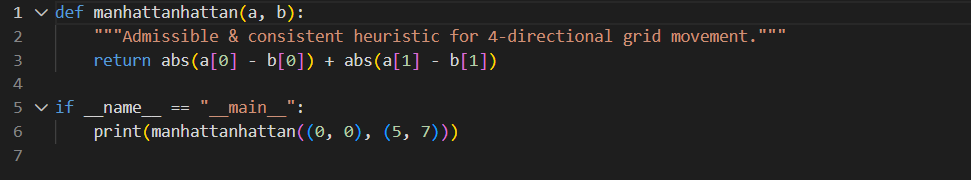 1 def manhattanhattan(a, b):
2     """Admissible & consistent heuristic for 4-directional grid movement."""
3     return abs(a[0] - b[0]) + abs(a[1] - b[1])
4
5 if __name__ == "__main__":
6     print(manhattanhattan((0, 0), (5, 7)))
7